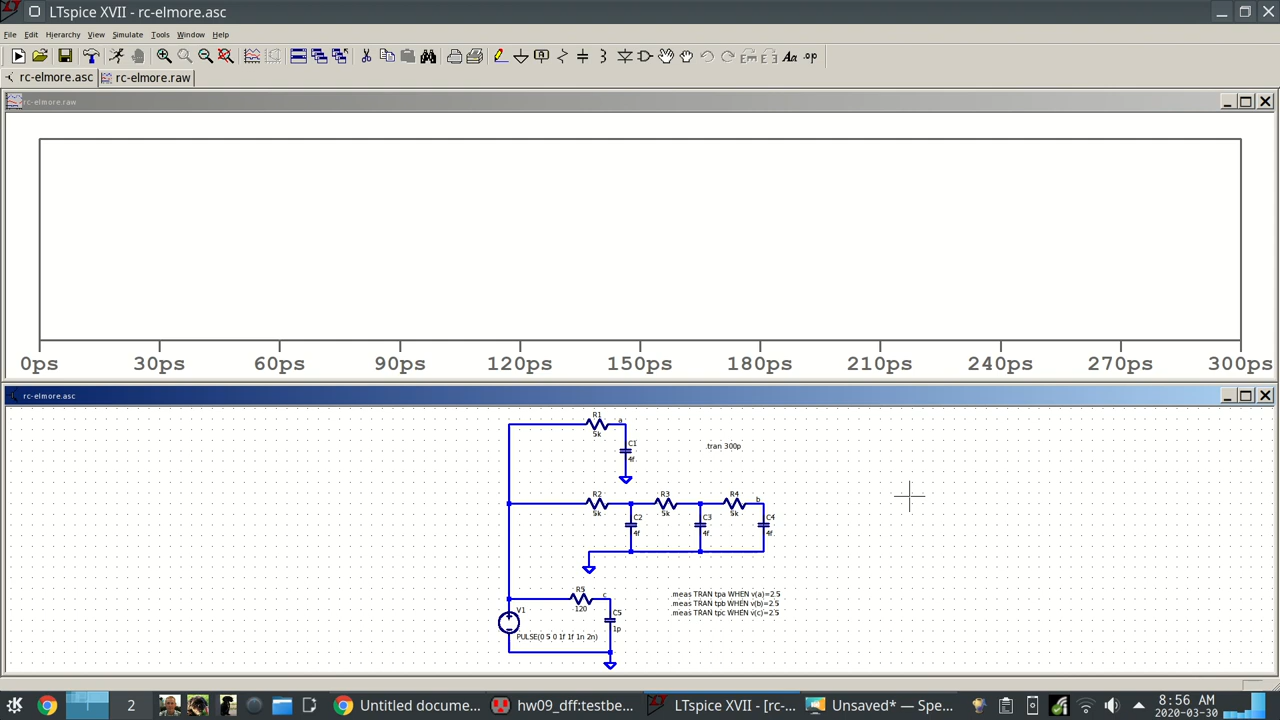 LTspice XVII - rc-elmore.asc
File Edit Hierarchy View Simulate Tools Window Help
rc-elmore.asc rc-elmore.raw
rc-elmore.raw
0ps 30ps 60ps 90ps 120ps 150ps 180ps 210ps 240ps 270ps 300ps
rc-elmore.asc
R1 a
5k
C1
4f
.tran 300p
R2 R3 R4 b
5k 5k 5k
C2 C3 C4
4f 4f 4f
R5 c
120
C5
1p
V1
PULSE(0 5 0 1f 1f 1n 2n)
.meas TRAN tpa WHEN v(a)=2.5
.meas TRAN tpb WHEN v(b)=2.5
.meas TRAN tpc WHEN v(c)=2.5
2 Untitled docume... hw09_dff:testbe... LTspice XVII - [rc-... Unsaved* — Spe... 8:56 AM
2020-03-30